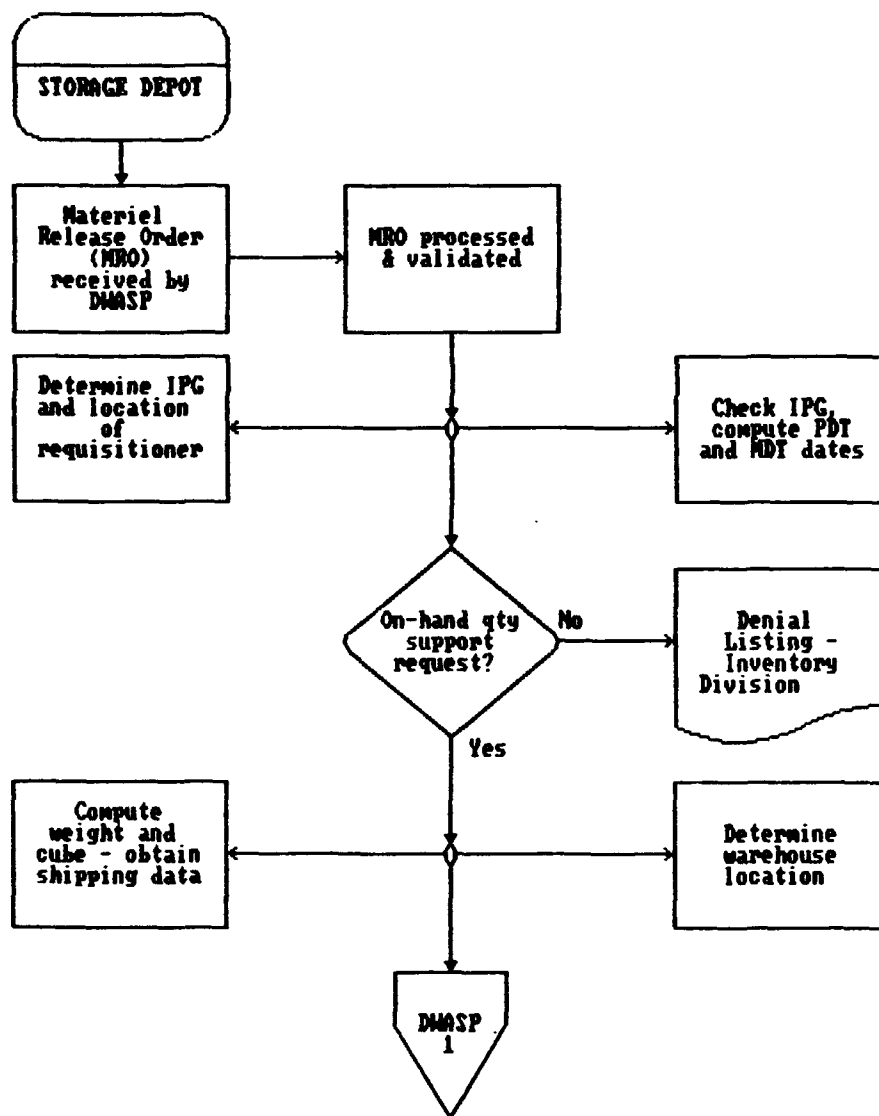 STORAGE DEPOT
Materiel
Release Order
(MRO)
received by
DWASP
MRO processed
& validated
Determine IPG
and location
of
requisitioner
Check IPG,
compute PDT
and MDT dates
On-hand qty
support
request?
No
Denial
Listing -
Inventory
Division
Yes
Compute
weight and
cube - obtain
shipping data
Determine
warehouse
location
DWASP
1